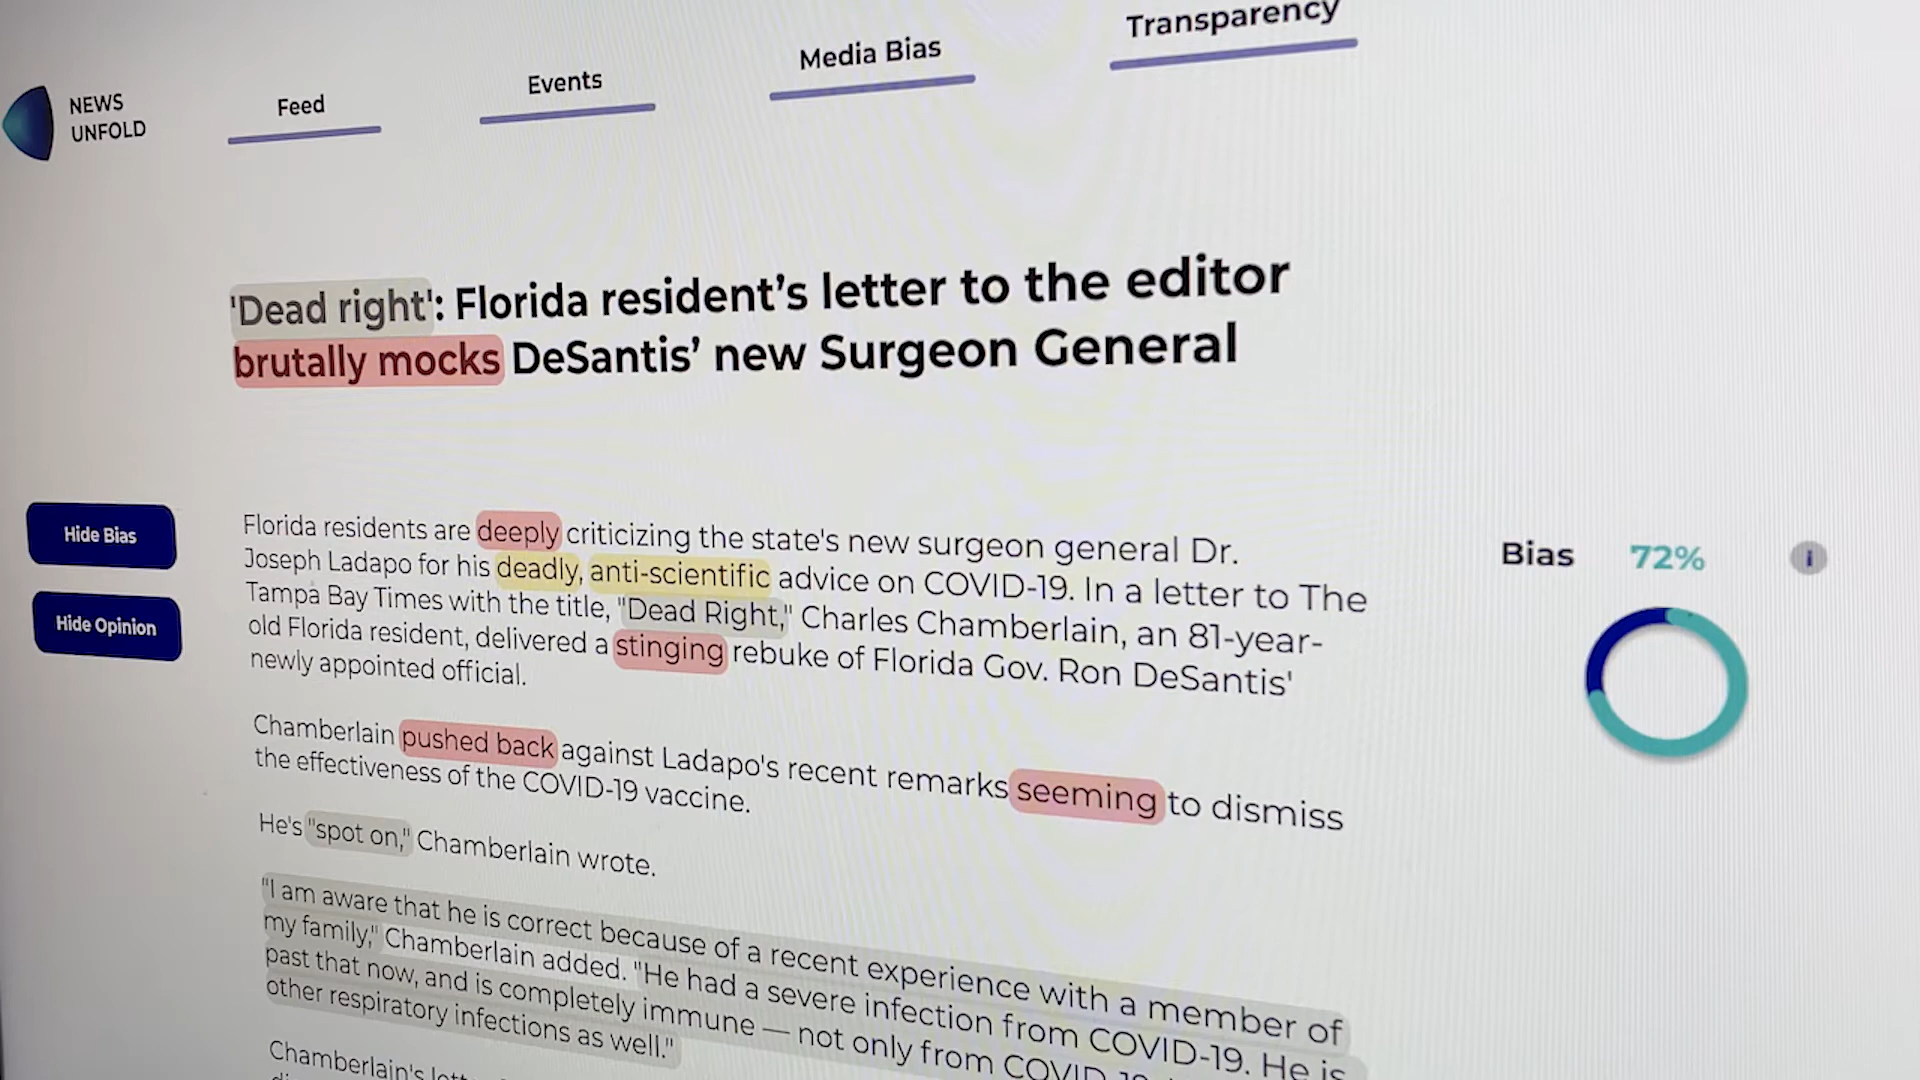 NEWS
UNFOLD
Feed
Events
Media Bias
Transparency
'Dead right': Florida resident's letter to the editor
brutally mocks DeSantis' new Surgeon General
Hide Bias
Hide Opinion
Florida residents are deeply criticizing the state's new surgeon general Dr.
Joseph Ladapo for his deadly, anti-scientific advice on COVID-19. In a letter to The
Tampa Bay Times with the title, "Dead Right," Charles Chamberlain, an 81-year-
old Florida resident, delivered a stinging rebuke of Florida Gov. Ron DeSantis'
newly appointed official.
Chamberlain pushed back against Ladapo's recent remarks seeming to dismiss
the effectiveness of the COVID-19 vaccine.
He's "spot on," Chamberlain wrote.
"I am aware that he is correct because of a recent experience with a member of
my family," Chamberlain added. "He had a severe infection from COVID-19. He is
past that now, and is completely immune — not only from COVID-19
other respiratory infections as well."
Chamberlain's
Bias
72%
i